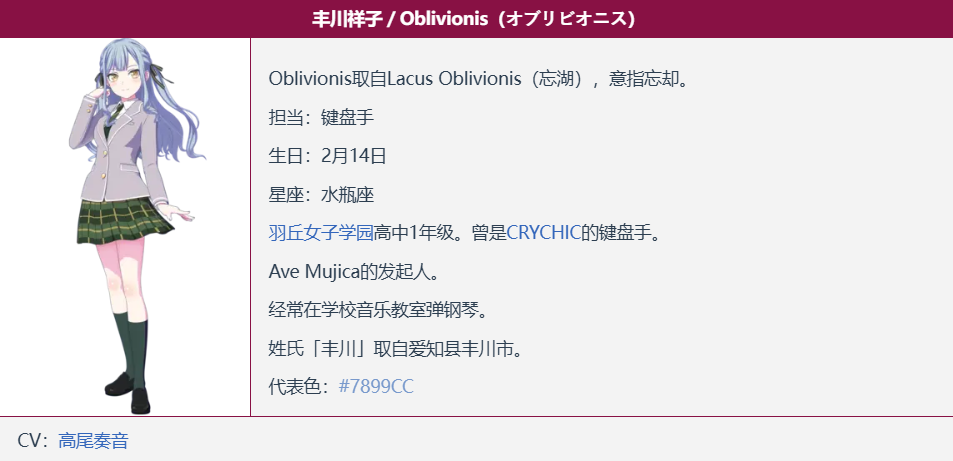 丰川祥子 / Oblivionis（オブリビオニス）
Oblivionis取自Lacus Oblivionis（忘湖），意指忘却。
担当：键盘手
生日：2月14日
星座：水瓶座
羽丘女子学园高中1年级。曾是CRYCHIC的键盘手。
Ave Mujica的发起人。
经常在学校音乐教室弹钢琴。
姓氏「丰川」取自爱知县丰川市。
代表色：#7899CC
CV：高尾奏音